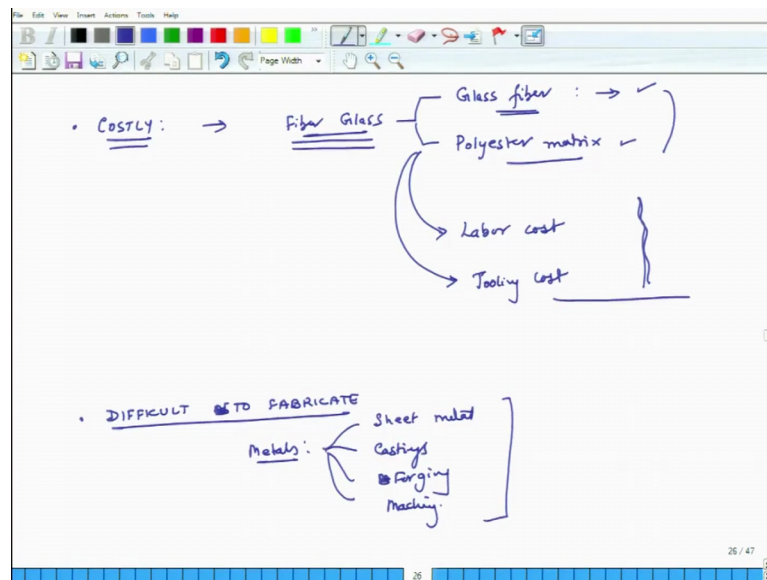 File Edit View Insert Actions Tools Help
B I
Page Width
• COSTLY : → Fiber Glass
Glass fiber : → ✓
Polyester matrix ✓
Labor cost
Tooling cost
• DIFFICULT TO FABRICATE
Metals :
Sheet metal
Castings
Forging
Maching.
26 / 47
26